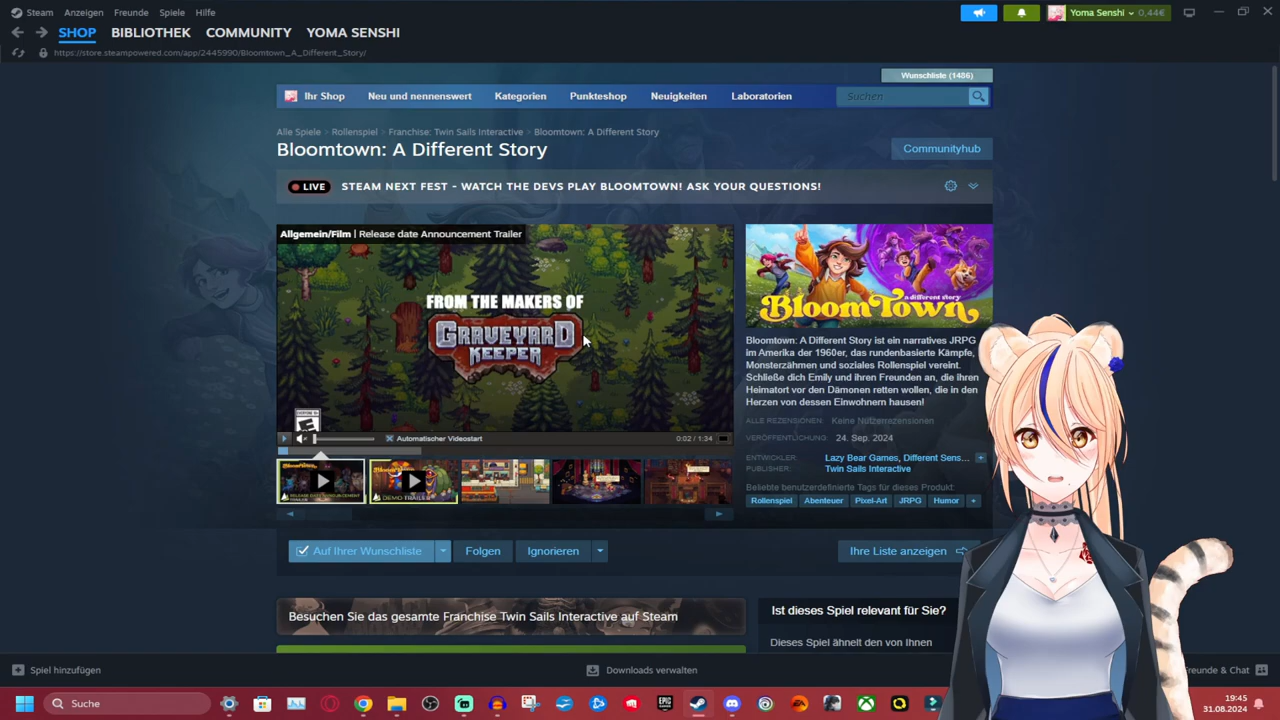 Steam Anzeigen Freunde Spiele Hilfe
Yoma Senshi 0,44€
SHOP BIBLIOTHEK COMMUNITY YOMA SENSHI
https://store.steampowered.com/app/2445990/Bloomtown_A_Different_Story/
Wunschliste (1486)
Ihr Shop Neu und nennenswert Kategorien Punkteshop Neuigkeiten Laboratorien Suchen
Alle Spiele > Rollenspiel > Franchise: Twin Sails Interactive > Bloomtown: A Different Story
Bloomtown: A Different Story
Communityhub
LIVE STEAM NEXT FEST - WATCH THE DEVS PLAY BLOOMTOWN! ASK YOUR QUESTIONS!
Allgemein/Film | Release date Announcement Trailer
FROM THE MAKERS OF
GRAVEYARD
KEEPER
Automatischer Videostart 0:02 / 1:34
a different story
BLOOMTOWN
Bloomtown: A Different Story ist ein narratives JRPG
im Amerika der 1960er, das rundenbasierte Kämpfe,
Monsterzähmen und soziales Rollenspiel vereint.
Schließe dich Emily und ihren Freunden an, die ihren
Heimatort vor den Dämonen retten wollen, die in den
Herzen von dessen Einwohnern hausen!
ALLE REZENSIONEN: Keine Nutzerrezensionen
VERÖFFENTLICHUNG: 24. Sep. 2024
ENTWICKLER: Lazy Bear Games, Different Sens... +
PUBLISHER: Twin Sails Interactive
Beliebte benutzerdefinierte Tags für dieses Produkt:
Rollenspiel Abenteuer Pixel-Art JRPG Humor +
RELEASE DATE ANNOUNCEMENT TRAILER
DEMO TRAILER
Auf Ihrer Wunschliste Folgen Ignorieren Ihre Liste anzeigen
Besuchen Sie das gesamte Franchise Twin Sails Interactive auf Steam
Ist dieses Spiel relevant für Sie?
Dieses Spiel ähnelt den von Ihnen
Spiel hinzufügen Downloads verwalten Freunde & Chat
Suche
EPIC
19:45
31.08.2024